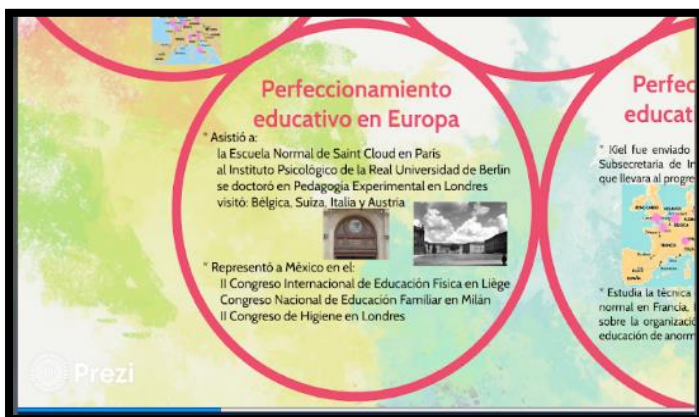 Perfeccionamiento
educativo en Europa
* Asistió a:
la Escuela Normal de Saint Cloud en París
al Instituto Psicológico de la Real Universidad de Berlín
se doctoró en Pedagogía Experimental en Londres
visitó: Bélgica, Suiza, Italia y Austria
* Representó a México en el:
II Congreso Internacional de Educación Física en Liège
Congreso Nacional de Educación Familiar en Milán
II Congreso de Higiene en Londres
Perfec
educat
* Kiel fue enviado
Subsecretaria de In
que llevara al progre
* Estudia la técnica
normal en Francia,
sobre la organizació
educación de anorm
Prezi